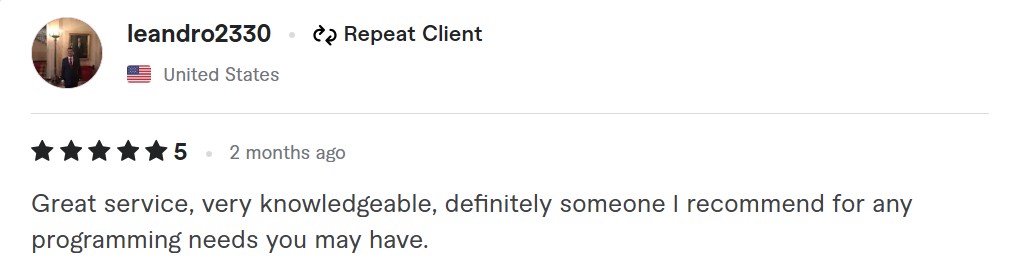 leandro2330 • Repeat Client
United States
5 • 2 months ago
Great service, very knowledgeable, definitely someone I recommend for any
programming needs you may have.